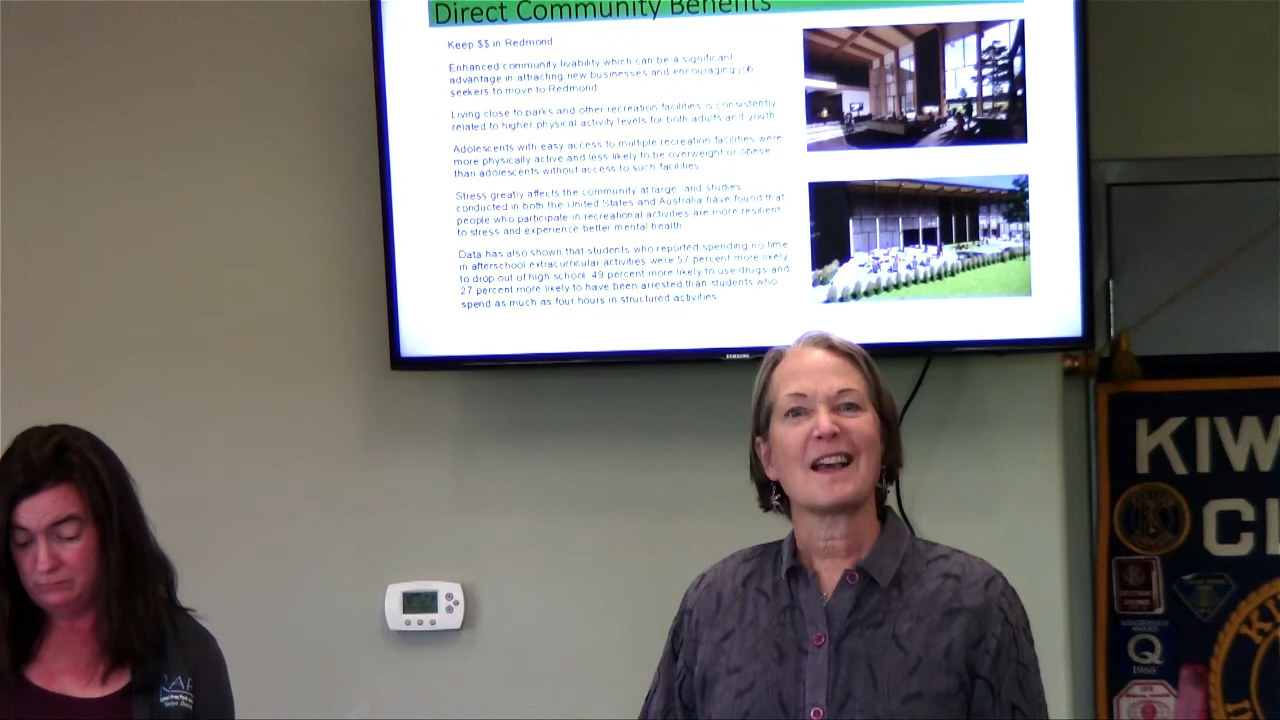 Direct Community Benefits
Keep $$ in Redmond
Enhanced community livability which can be a significant
advantage in attracting new businesses and encouraging job
seekers to move to Redmond
Living close to parks and other recreation facilities is consistently
related to higher physical activity levels for both adults and youth
Adolescents with easy access to multiple recreation facilities were
more physically active and less likely to be overweight or obese
than adolescents without access to such facilities
Stress greatly affects the community at large and studies
conducted in both the United States and Australia have found that
people who participate in recreational activities are more resilient
to stress and experience better mental health
Data has also shown that students who reported spending no time
in afterschool extracurricular activities were 57 percent more likely
to drop out of high school 49 percent more likely to use drugs and
27 percent more likely to have been arrested than students who
spend as much as four hours in structured activities
SAMSUNG
KIW
CL
Q
1966
KI
RAP